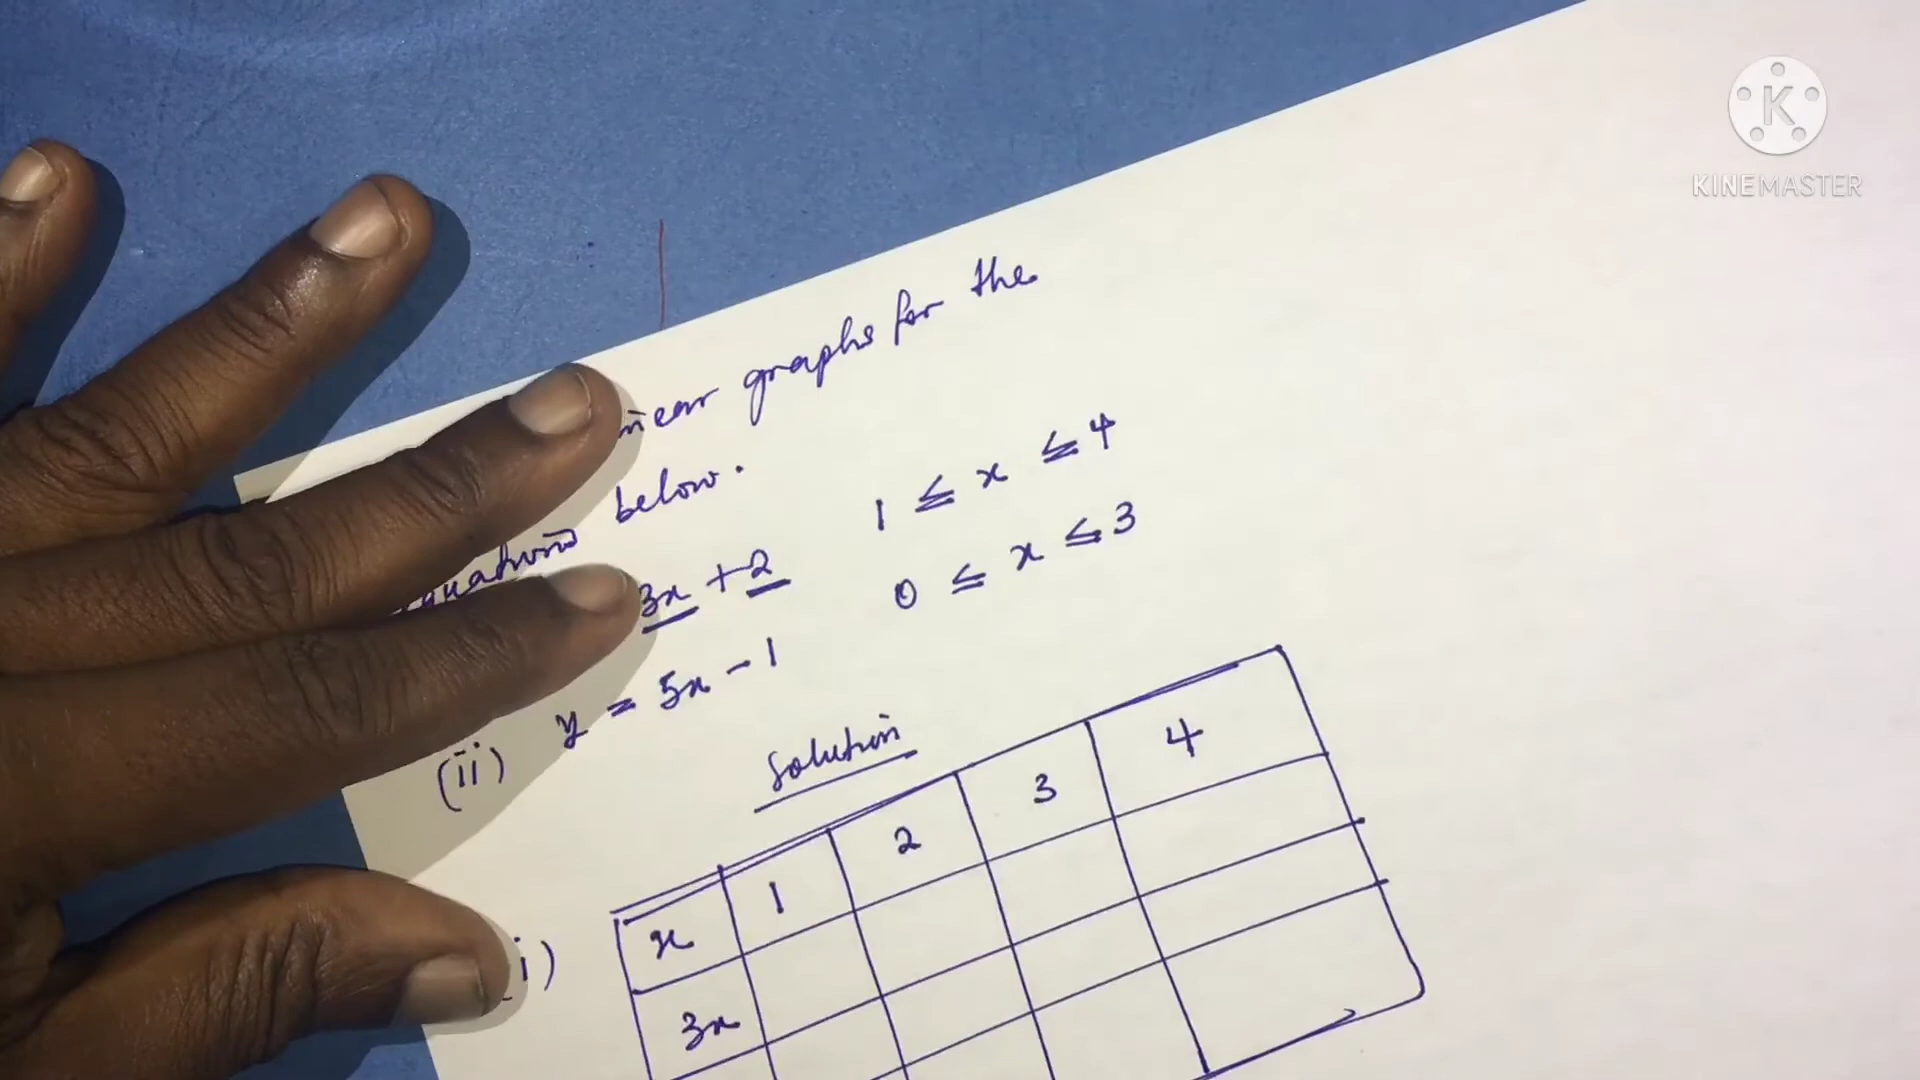 graphs for the
below.
3x + 2 1 ≤ x ≤ 4
(ii) y = 5x - 1 0 ≤ x ≤ 3
Solution
(i)
x 1 2 3 4
3x
K
KINEMASTER